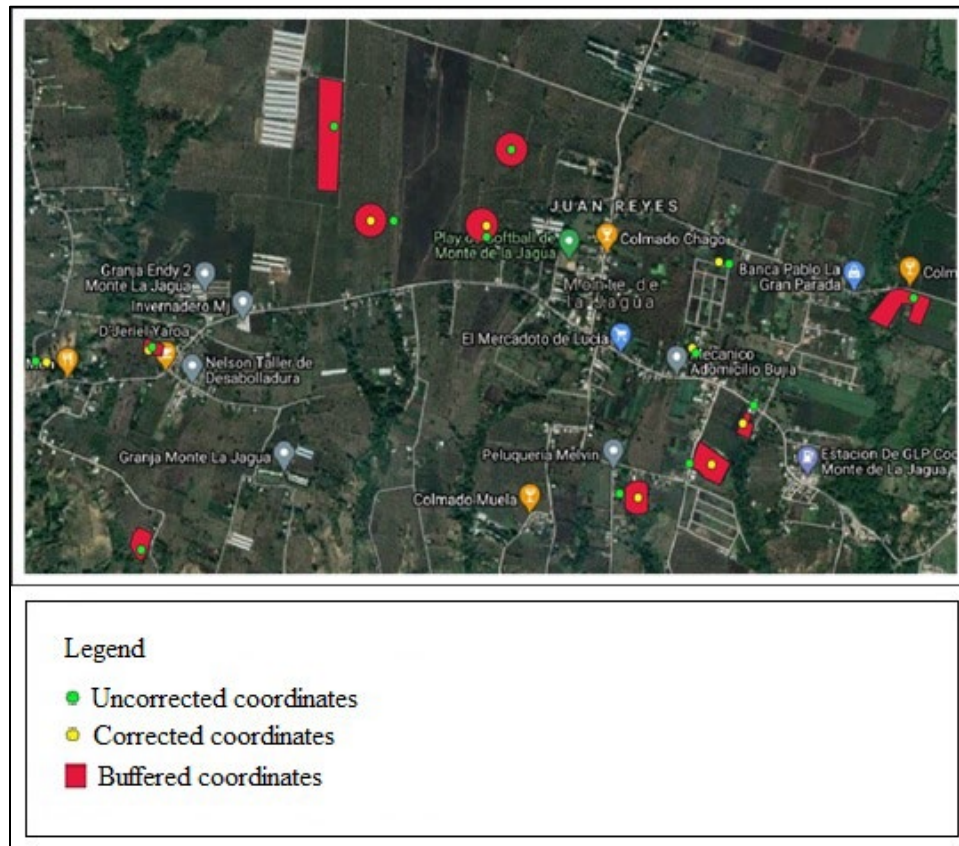 JUAN REYES
Play de Softball de
Monte de la Jagua
Colmado Chago
Granja Endy 2
Monte La Jagua
Banca Pablo La
Gran Parada
Colm
Monte de
la Jagua
Invernadero Mj
D'Jeriel Yaroa
El Mercadoto de Lucia
Nelson Taller de
Desabolladura
Mecanico
Adomicilio Bujia
Granja Monte La Jagua
Peluqueria Melvin
Estacion De GLP Coo
Monte de La Jagua
Colmado Muela
Legend
Uncorrected coordinates
Corrected coordinates
Buffered coordinates